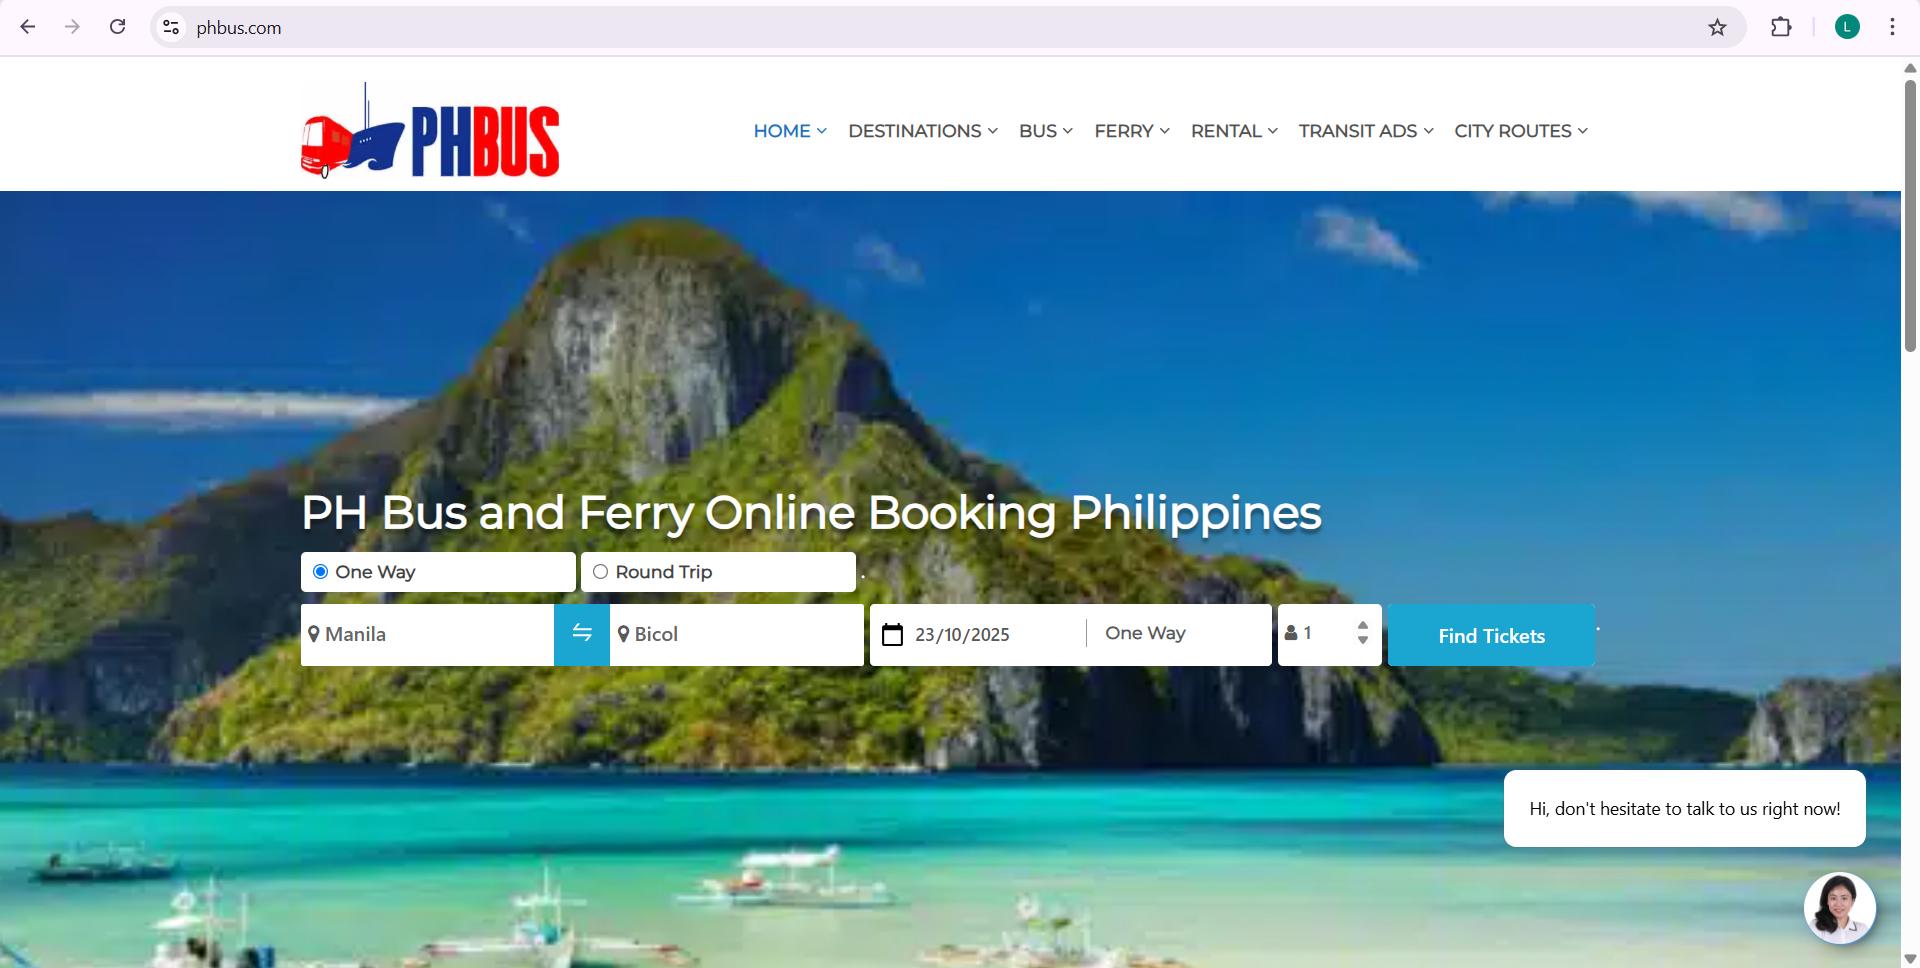 phbus.com
L
PHBUS
HOME DESTINATIONS BUS FERRY RENTAL TRANSIT ADS CITY ROUTES
PH Bus and Ferry Online Booking Philippines
One Way Round Trip .
Manila Bicol 23/10/2025 One Way 1 Find Tickets .
Hi, don't hesitate to talk to us right now!